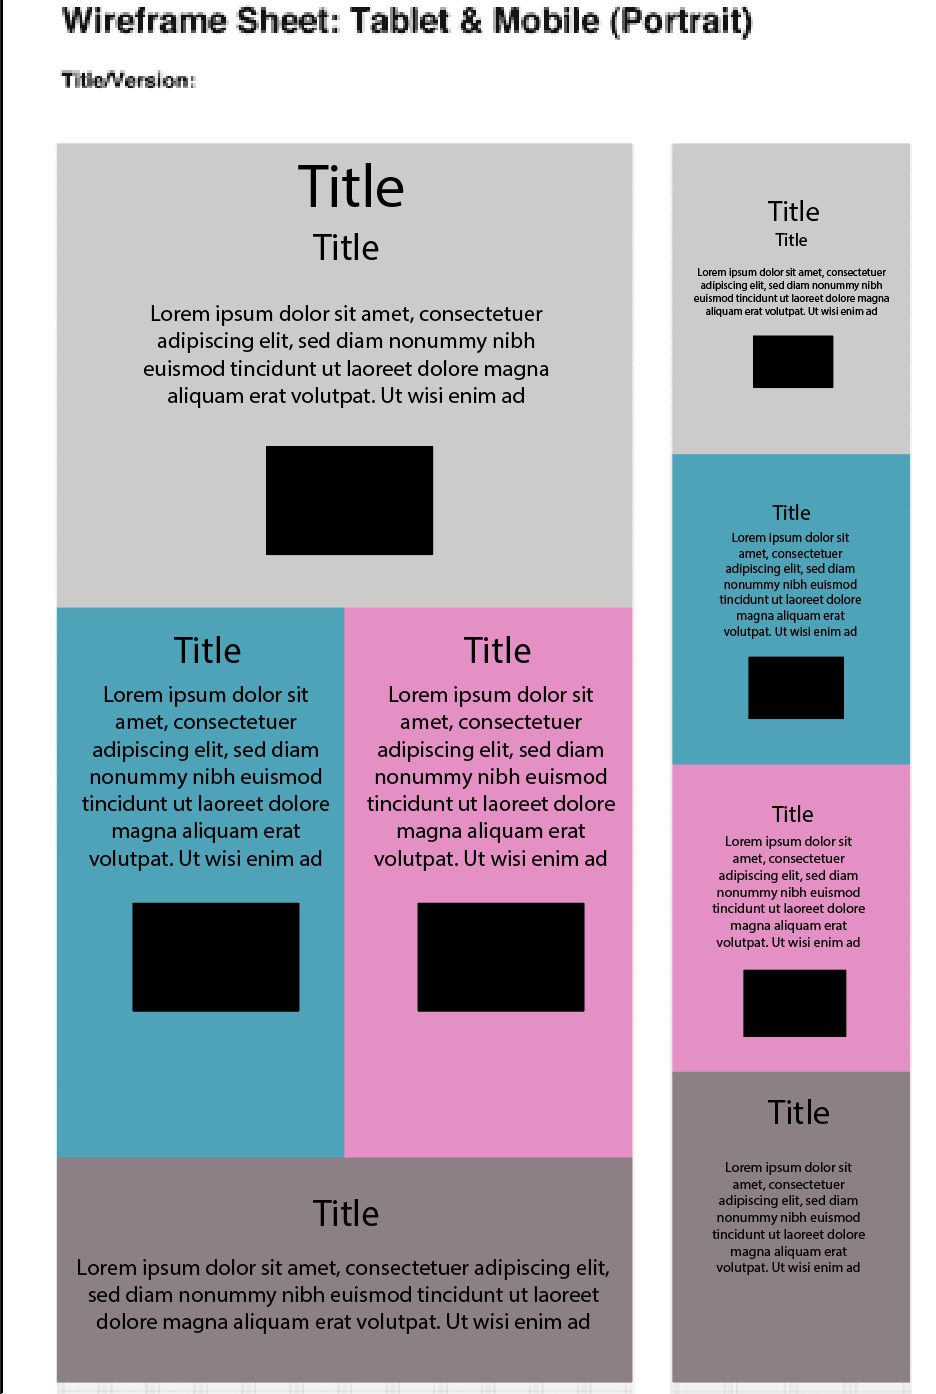 Wireframe Sheet: Tablet & Mobile (Portrait)
Title/Version:
Title
Title
Lorem ipsum dolor sit amet, consectetuer
adipiscing elit, sed diam nonummy nibh
euismod tincidunt ut laoreet dolore magna
aliquam erat volutpat. Ut wisi enim ad
Title
Lorem ipsum dolor sit
amet, consectetuer
adipiscing elit, sed diam
nonummy nibh euismod
tincidunt ut laoreet dolore
magna aliquam erat
volutpat. Ut wisi enim ad
Title
Lorem ipsum dolor sit
amet, consectetuer
adipiscing elit, sed diam
nonummy nibh euismod
tincidunt ut laoreet dolore
magna aliquam erat
volutpat. Ut wisi enim ad
Title
Lorem ipsum dolor sit amet, consectetuer adipiscing elit,
sed diam nonummy nibh euismod tincidunt ut laoreet
dolore magna aliquam erat volutpat. Ut wisi enim ad
Title
Title
Lorem ipsum dolor sit amet, consectetuer
adipiscing elit, sed diam nonummy nibh
euismod tincidunt ut laoreet dolore magna
aliquam erat volutpat. Ut wisi enim ad
Title
Lorem ipsum dolor sit
amet, consectetuer
adipiscing elit, sed diam
nonummy nibh euismod
tincidunt ut laoreet dolore
magna aliquam erat
volutpat. Ut wisi enim ad
Title
Lorem ipsum dolor sit
amet, consectetuer
adipiscing elit, sed diam
nonummy nibh euismod
tincidunt ut laoreet dolore
magna aliquam erat
volutpat. Ut wisi enim ad
Title
Lorem ipsum dolor sit
amet, consectetuer
adipiscing elit, sed diam
nonummy nibh euismod
tincidunt ut laoreet dolore
magna aliquam erat
volutpat. Ut wisi enim ad